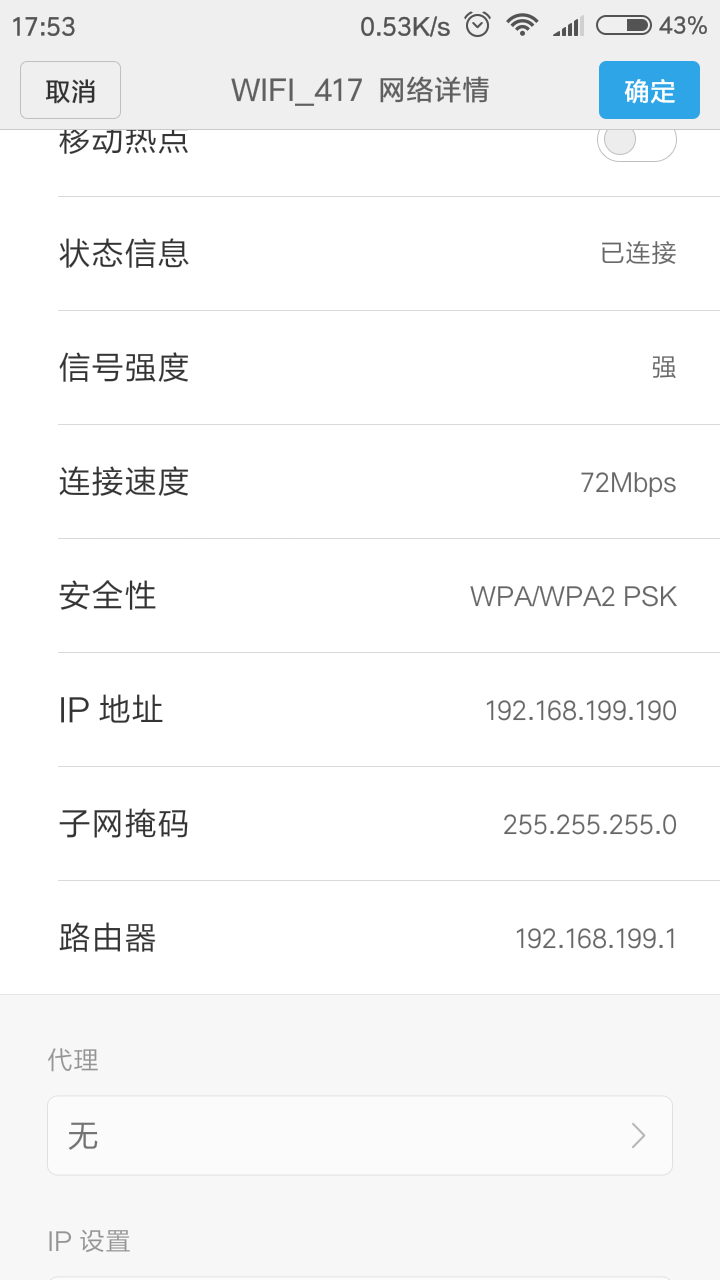 17:53 0.53K/s 43%
取消 WIFI_417 网络详情 确定
移动热点
状态信息 已连接
信号强度 强
连接速度 72Mbps
安全性 WPA/WPA2 PSK
IP 地址 192.168.199.190
子网掩码 255.255.255.0
路由器 192.168.199.1
代理
无
IP 设置